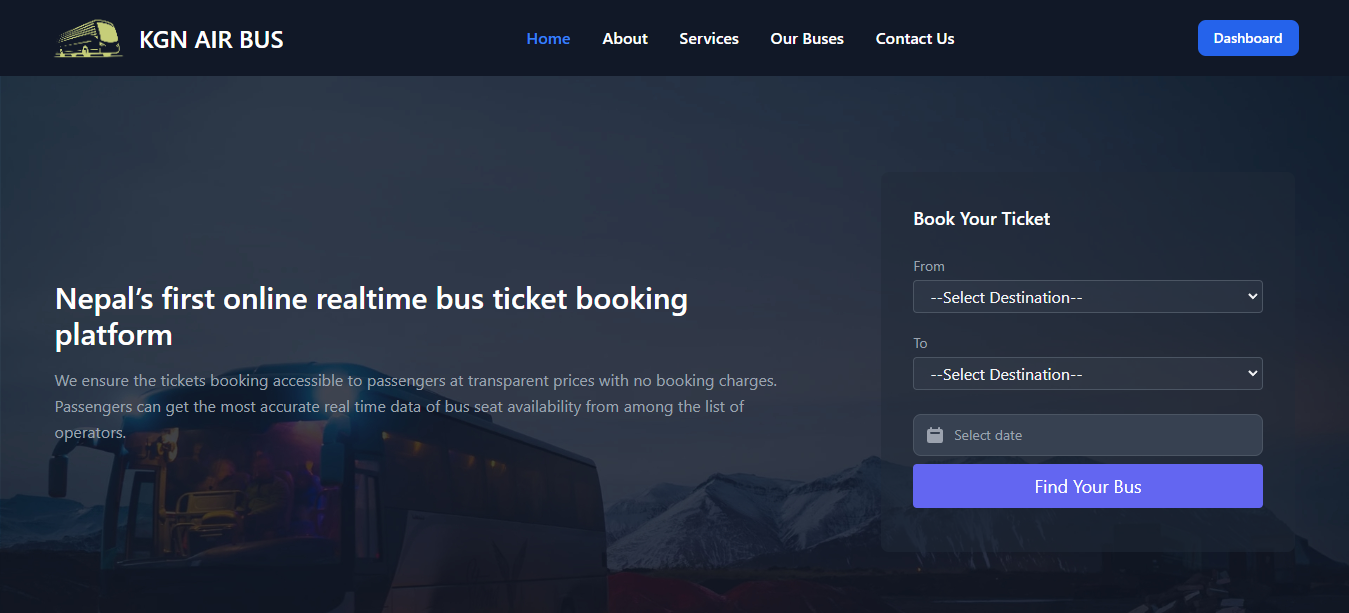 KGN AIR BUS
Home About Services Our Buses Contact Us
Dashboard
Nepal’s first online realtime bus ticket booking
platform
We ensure the tickets booking accessible to passengers at transparent prices with no booking charges.
Passengers can get the most accurate real time data of bus seat availability from among the list of
operators.
Book Your Ticket
From
--Select Destination--
To
--Select Destination--
Select date
Find Your Bus